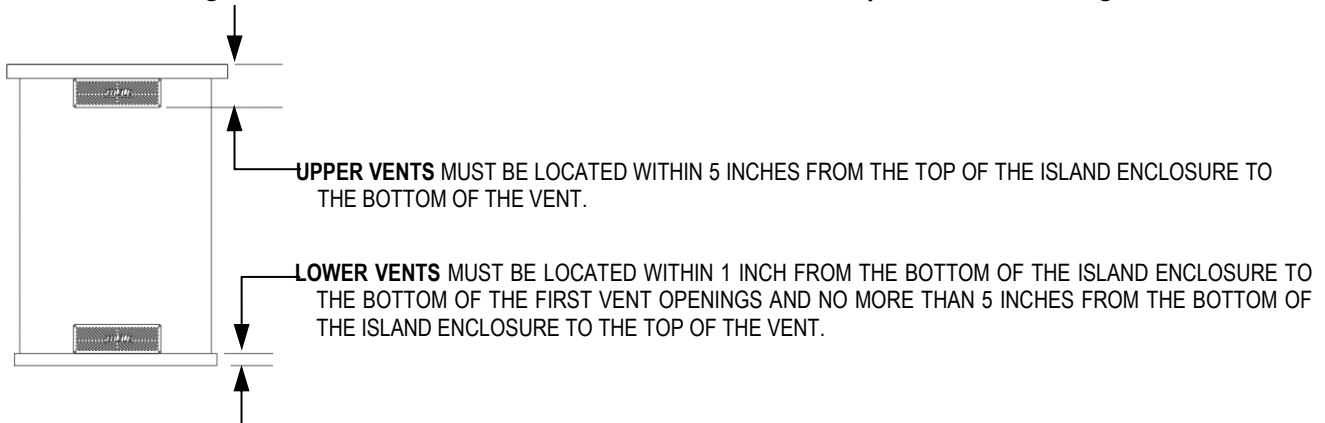 UPPER VENTS MUST BE LOCATED WITHIN 5 INCHES FROM THE TOP OF THE ISLAND ENCLOSURE TO
THE BOTTOM OF THE VENT.
LOWER VENTS MUST BE LOCATED WITHIN 1 INCH FROM THE BOTTOM OF THE ISLAND ENCLOSURE TO
THE BOTTOM OF THE FIRST VENT OPENINGS AND NO MORE THAN 5 INCHES FROM THE BOTTOM OF
THE ISLAND ENCLOSURE TO THE TOP OF THE VENT.